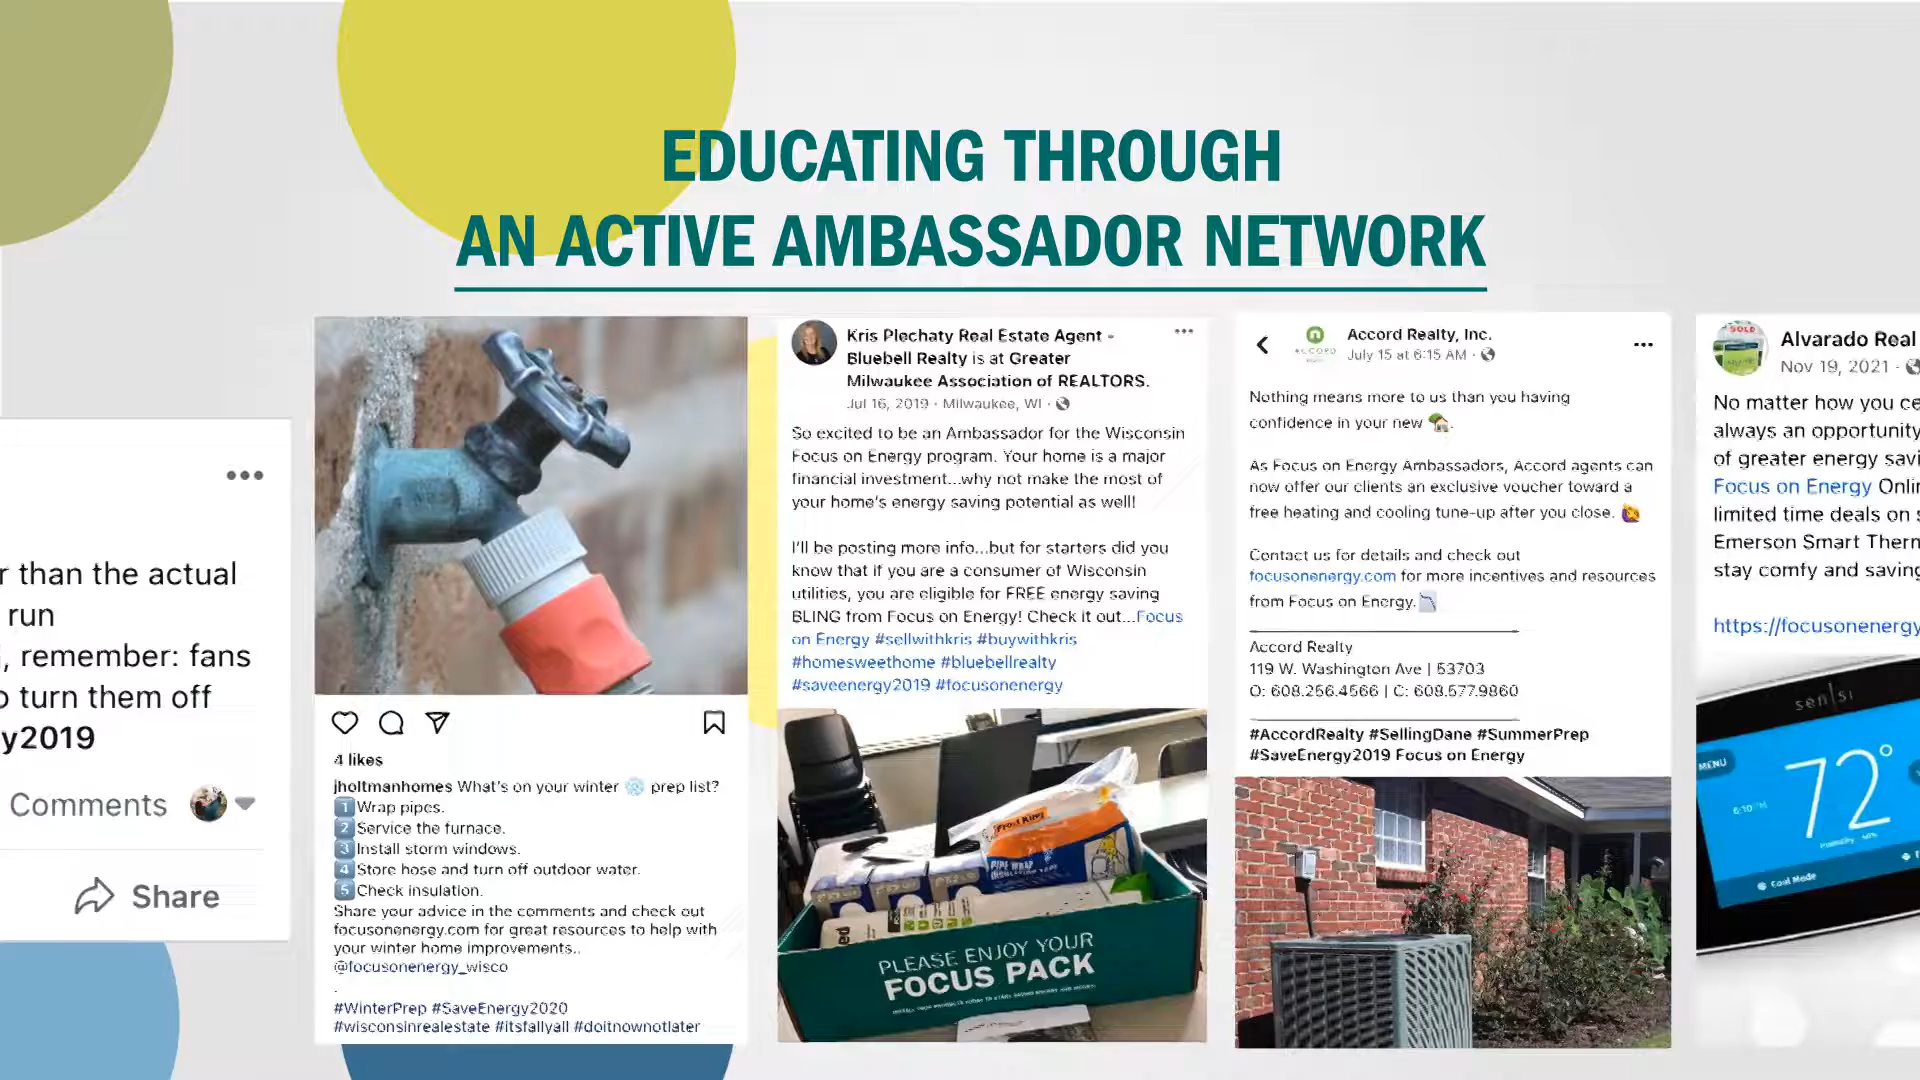 EDUCATING THROUGH
AN ACTIVE AMBASSADOR NETWORK
r than the actual
run
, remember: fans
o turn them off
y2019
Comments
Share
4 likes
jholtmanhomes What's on your winter ❄️ prep list?
1 Wrap pipes.
2 Service the furnace.
3 Install storm windows.
4 Store hose and turn off outdoor water.
5 Check insulation.
Share your advice in the comments and check out
focusonenergy.com for great resources to help with
your winter home improvements..
@focusonenergy_wisco
.
#WinterPrep #SaveEnergy2020
#wisconsinrealestate #itsfallyall #doitnownotlater
Kris Plechaty Real Estate Agent -
Bluebell Realty is at Greater
Milwaukee Association of REALTORS.
Jul 16, 2019 · Milwaukee, WI ·
So excited to be an Ambassador for the Wisconsin
Focus on Energy program. Your home is a major
financial investment...why not make the most of
your home's energy saving potential as well!
I'll be posting more info...but for starters did you
know that if you are a consumer of Wisconsin
utilities, you are eligible for FREE energy saving
BLING from Focus on Energy! Check it out...Focus
on Energy #sellwithkris #buywithkris
#homesweethome #bluebellrealty
#saveenergy2019 #focusonenergy
Frost King
PIPE WRAP
PLEASE ENJOY YOUR
FOCUS PACK
ACCORD
Accord Realty, Inc.
July 15 at 6:15 AM ·
Nothing means more to us than you having
confidence in your new 🏡.
As Focus on Energy Ambassadors, Accord agents can
now offer our clients an exclusive voucher toward a
free heating and cooling tune-up after you close.
Contact us for details and check out
focusonenergy.com for more incentives and resources
from Focus on Energy.
Accord Realty
119 W. Washington Ave | 53703
O: 608.256.4566 | C: 608.577.9860
#AccordRealty #SellingDane #SummerPrep
#SaveEnergy2019 Focus on Energy
SOLD
Alvarado Real
Nov 19, 2021 ·
No matter how you ce
always an opportunity
of greater energy savi
Focus on Energy Onlin
limited time deals on s
Emerson Smart Therm
stay comfy and saving
https://focusonenergy
sensi
MENU
72°
6:30 PM
Cool Mode